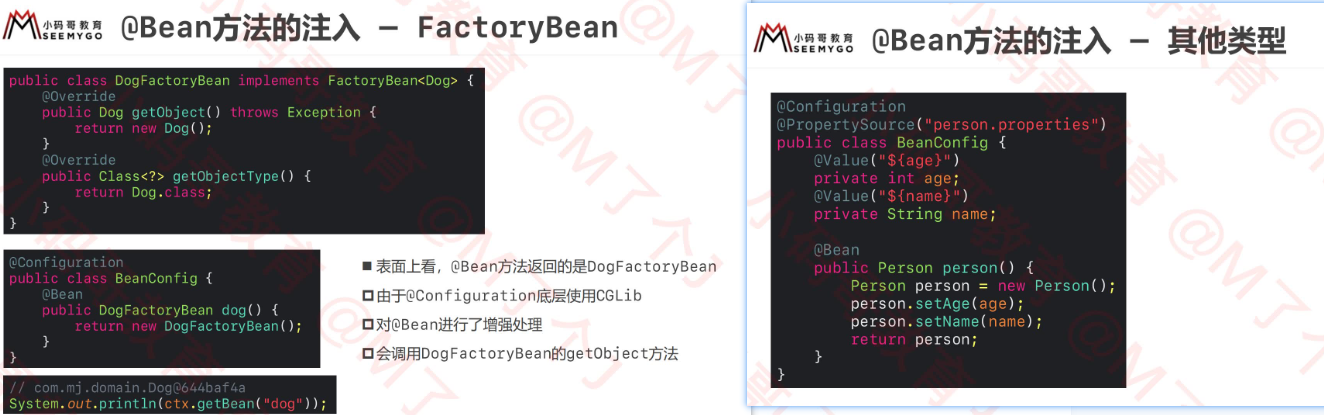 小码哥教育
SEEMYGO
@Bean方法的注入 – FactoryBean
public class DogFactoryBean implements FactoryBean<Dog> {
@Override
public Dog getObject() throws Exception {
return new Dog();
}
@Override
public Class<?> getObjectType() {
return Dog.class;
}
}
@Configuration
public class BeanConfig {
@Bean
public DogFactoryBean dog() {
return new DogFactoryBean();
}
}
// com.mj.domain.Dog@644baf4a
System.out.println(ctx.getBean("dog"));
■ 表面上看，@Bean方法返回的是DogFactoryBean
由于@Configuration底层使用CGLib
对@Bean进行了增强处理
会调用DogFactoryBean的getObject方法
小码哥教育
SEEMYGO
@Bean方法的注入 – 其他类型
@Configuration
@PropertySource("person.properties")
public class BeanConfig {
@Value("${age}")
private int age;
@Value("${name}")
private String name;
@Bean
public Person person() {
Person person = new Person();
person.setAge(age);
person.setName(name);
return person;
}
}